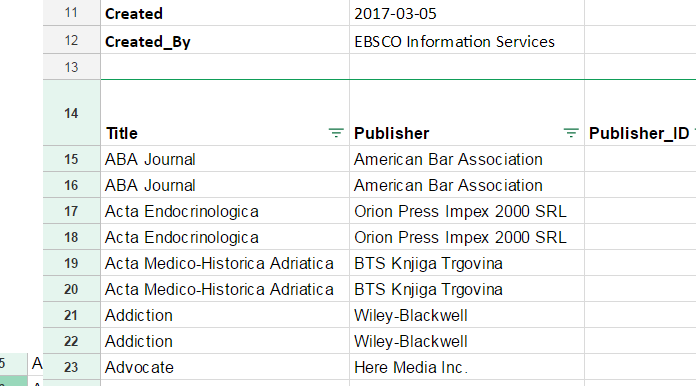 11 Created 2017-03-05
12 Created_By EBSCO Information Services
13
14 Title Publisher Publisher_ID
15 ABA Journal American Bar Association
16 ABA Journal American Bar Association
17 Acta Endocrinologica Orion Press Impex 2000 SRL
18 Acta Endocrinologica Orion Press Impex 2000 SRL
19 Acta Medico-Historica Adriatica BTS Knjiga Trgovina
20 Acta Medico-Historica Adriatica BTS Knjiga Trgovina
21 Addiction Wiley-Blackwell
22 Addiction Wiley-Blackwell
23 Advocate Here Media Inc.